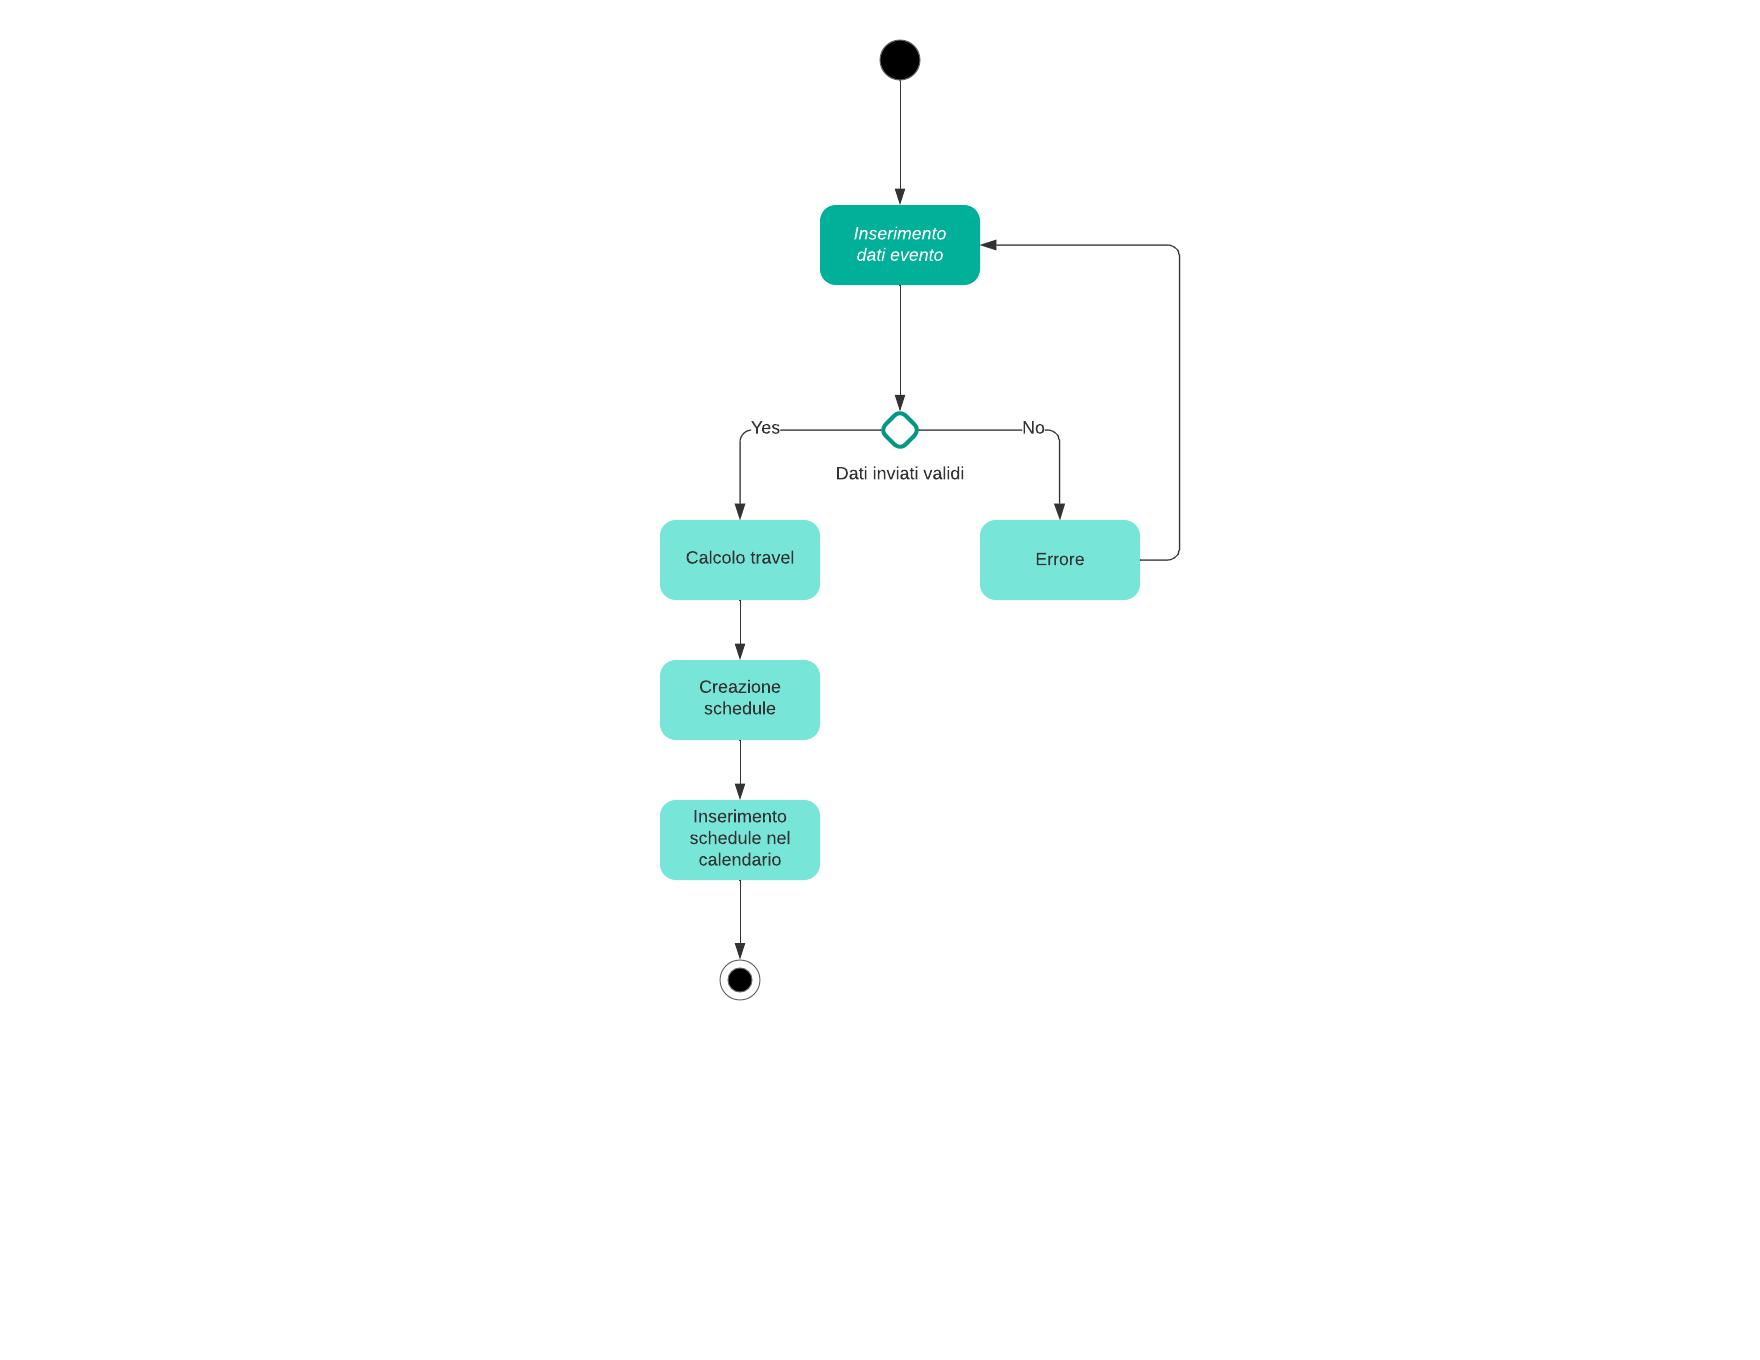 Inserimento
dati evento
Yes
No
Dati inviati validi
Calcolo travel
Errore
Creazione
schedule
Inserimento
schedule nel
calendario